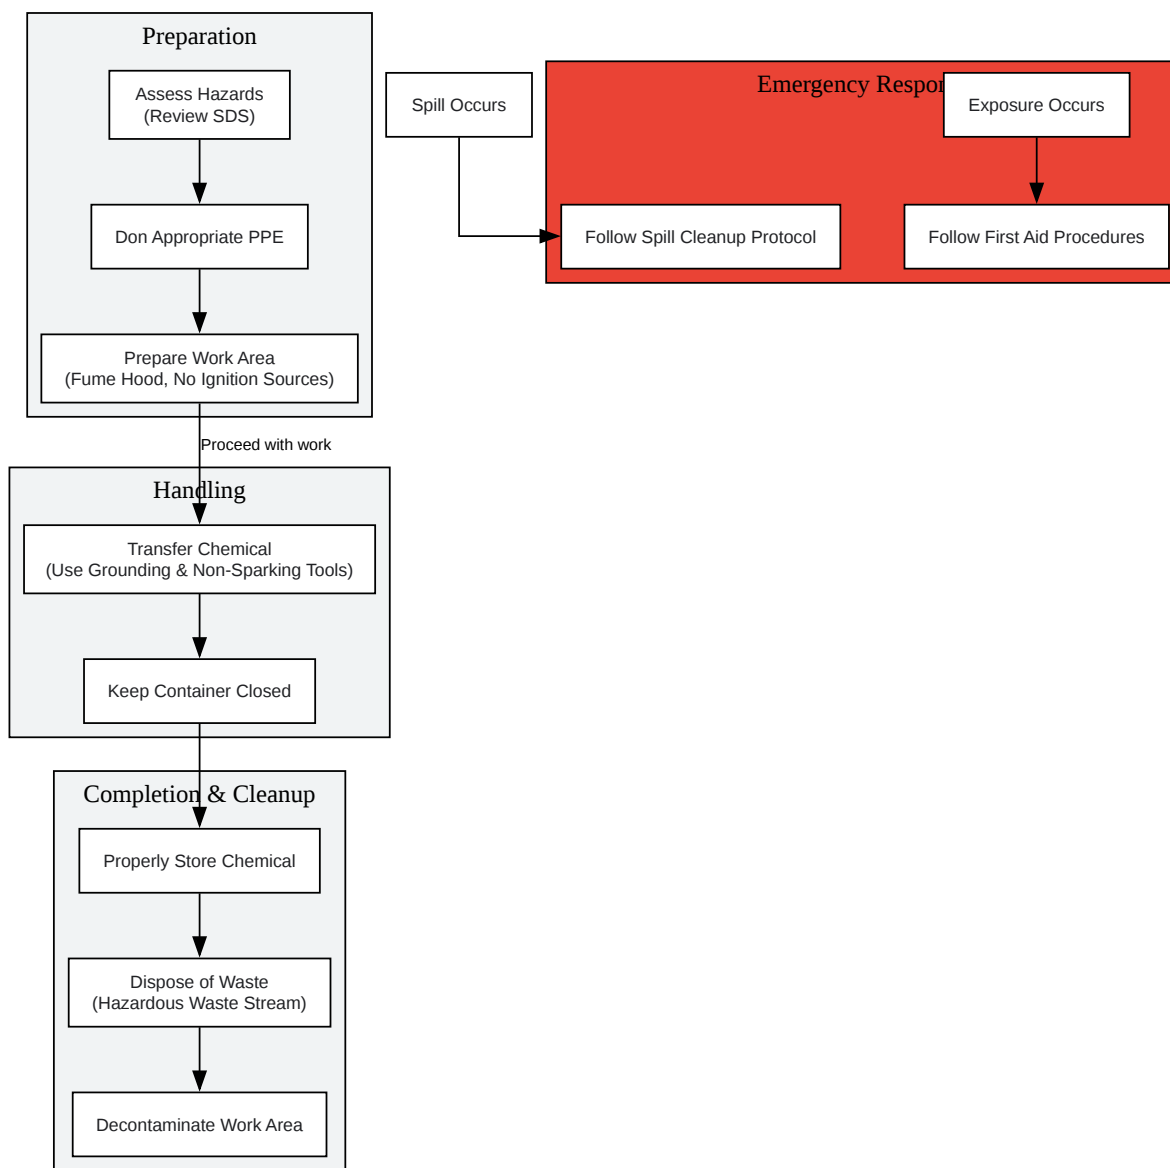 Preparation
Assess Hazards
(Review SDS)
Don Appropriate PPE
Prepare Work Area
(Fume Hood, No Ignition Sources)
Proceed with work
Handling
Transfer Chemical
(Use Grounding & Non-Sparking Tools)
Keep Container Closed
Completion & Cleanup
Properly Store Chemical
Dispose of Waste
(Hazardous Waste Stream)
Decontaminate Work Area
Spill Occurs
Emergency
Exposure Occurs
Follow Spill Cleanup Protocol
Follow First Aid Procedures